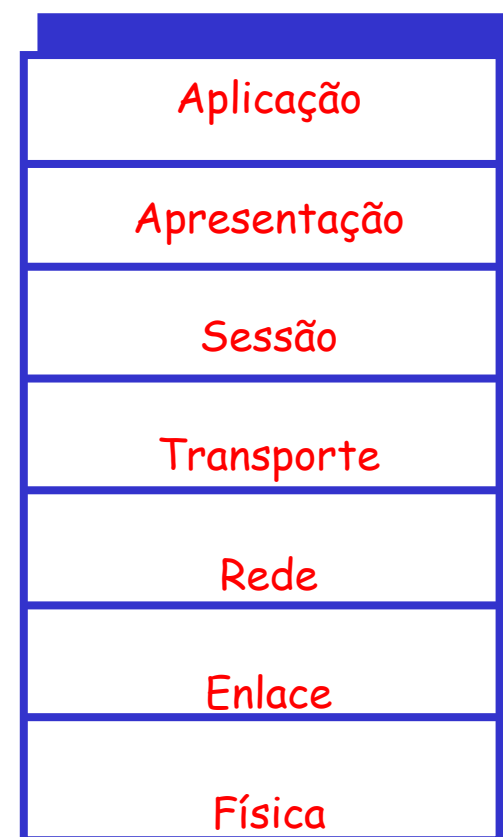 Aplicação
Apresentação
Sessão
Transporte
Rede
Enlace
Física